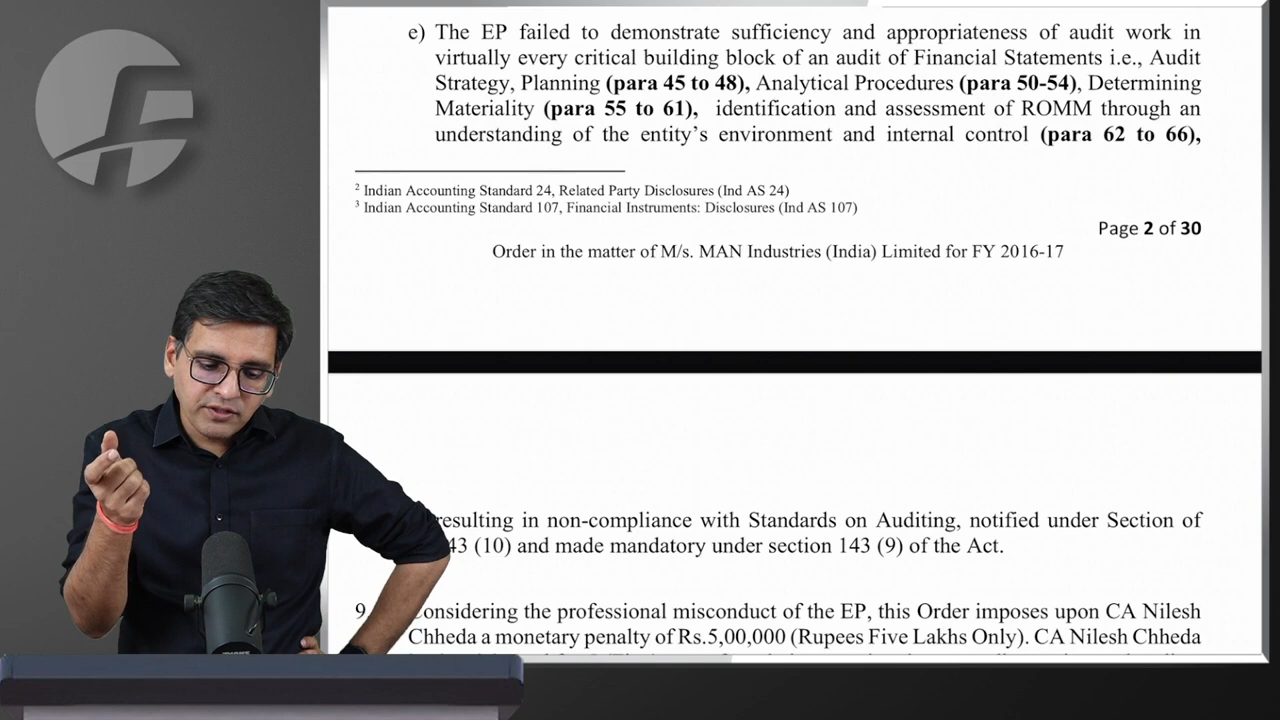 e) The EP failed to demonstrate sufficiency and appropriateness of audit work in
virtually every critical building block of an audit of Financial Statements i.e., Audit
Strategy, Planning (para 45 to 48), Analytical Procedures (para 50-54), Determining
Materiality (para 55 to 61), identification and assessment of ROMM through an
understanding of the entity's environment and internal control (para 62 to 66),
2 Indian Accounting Standard 24, Related Party Disclosures (Ind AS 24)
3 Indian Accounting Standard 107, Financial Instruments: Disclosures (Ind AS 107)
Page 2 of 30
Order in the matter of M/s. MAN Industries (India) Limited for FY 2016-17
resulting in non-compliance with Standards on Auditing, notified under Section of
43 (10) and made mandatory under section 143 (9) of the Act.
9 onsidering the professional misconduct of the EP, this Order imposes upon CA Nilesh
Chheda a monetary penalty of Rs.5,00,000 (Rupees Five Lakhs Only). CA Nilesh Chheda